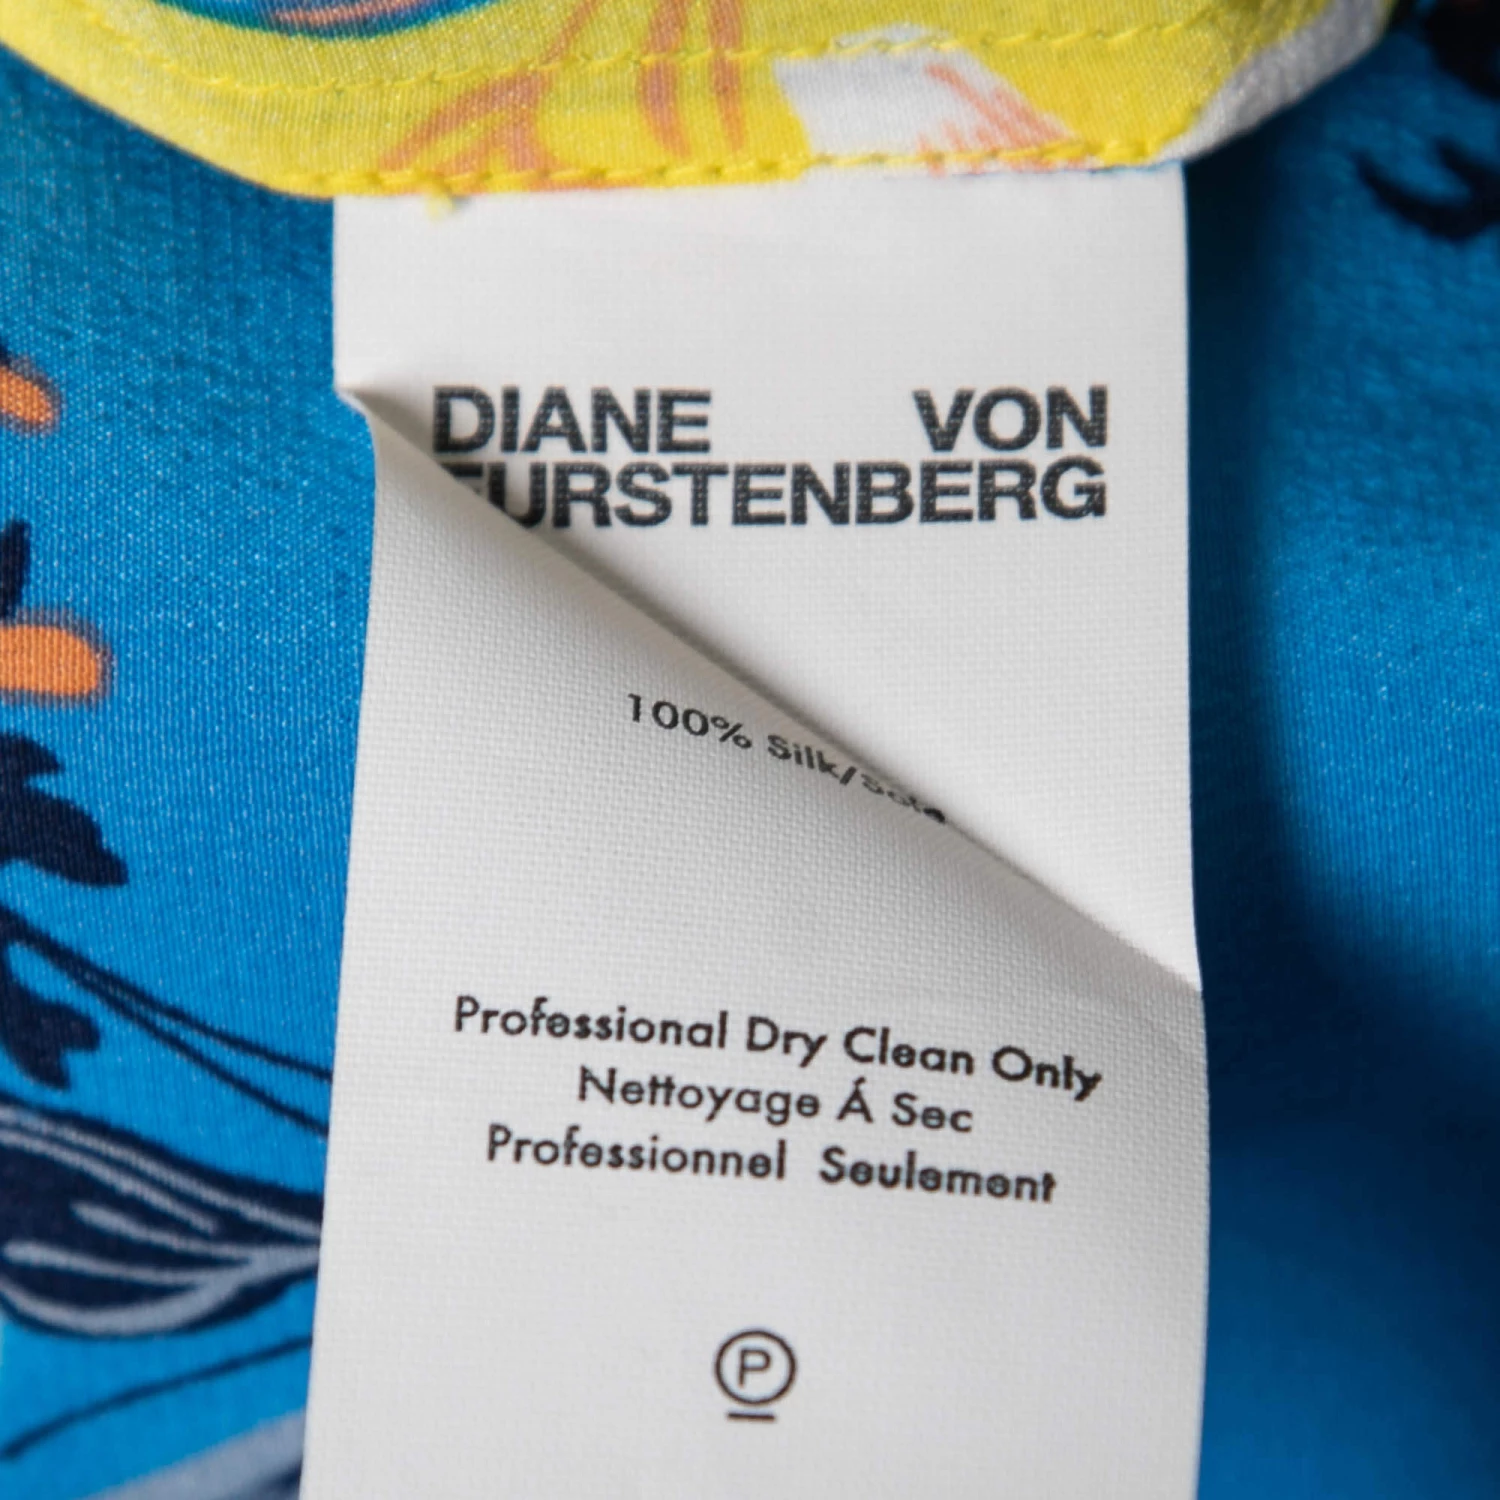 DIANE VON
FURSTENBERG
100% Silk/Soie
Professional Dry Clean Only
Nettoyage Á Sec
Professionnel Seulement
P